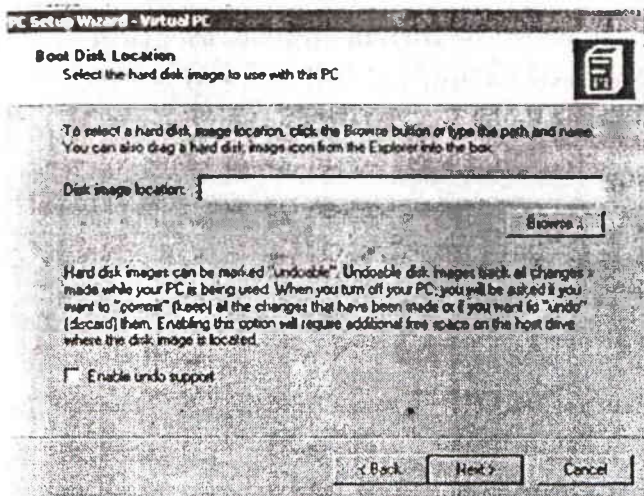 PC Setup Wizard - Virtual PC
Boot Disk Location
Select the hard disk image to use with this PC
To select a hard disk image location, click the Browse button or type the path and name.
You can also drag a hard disk image icon from the Explorer into the box.
Disk image location:
Browse...
Hard disk images can be marked "undoable". Undoable disk images track all changes
made while your PC is being used. When you turn off your PC, you will be asked if you
want to "commit" (keep) all the changes that have been made or if you want to "undo"
(discard) them. Enabling this option will require additional free space on the host drive
where the disk image is located.
Enable undo support
< Back
Next >
Cancel